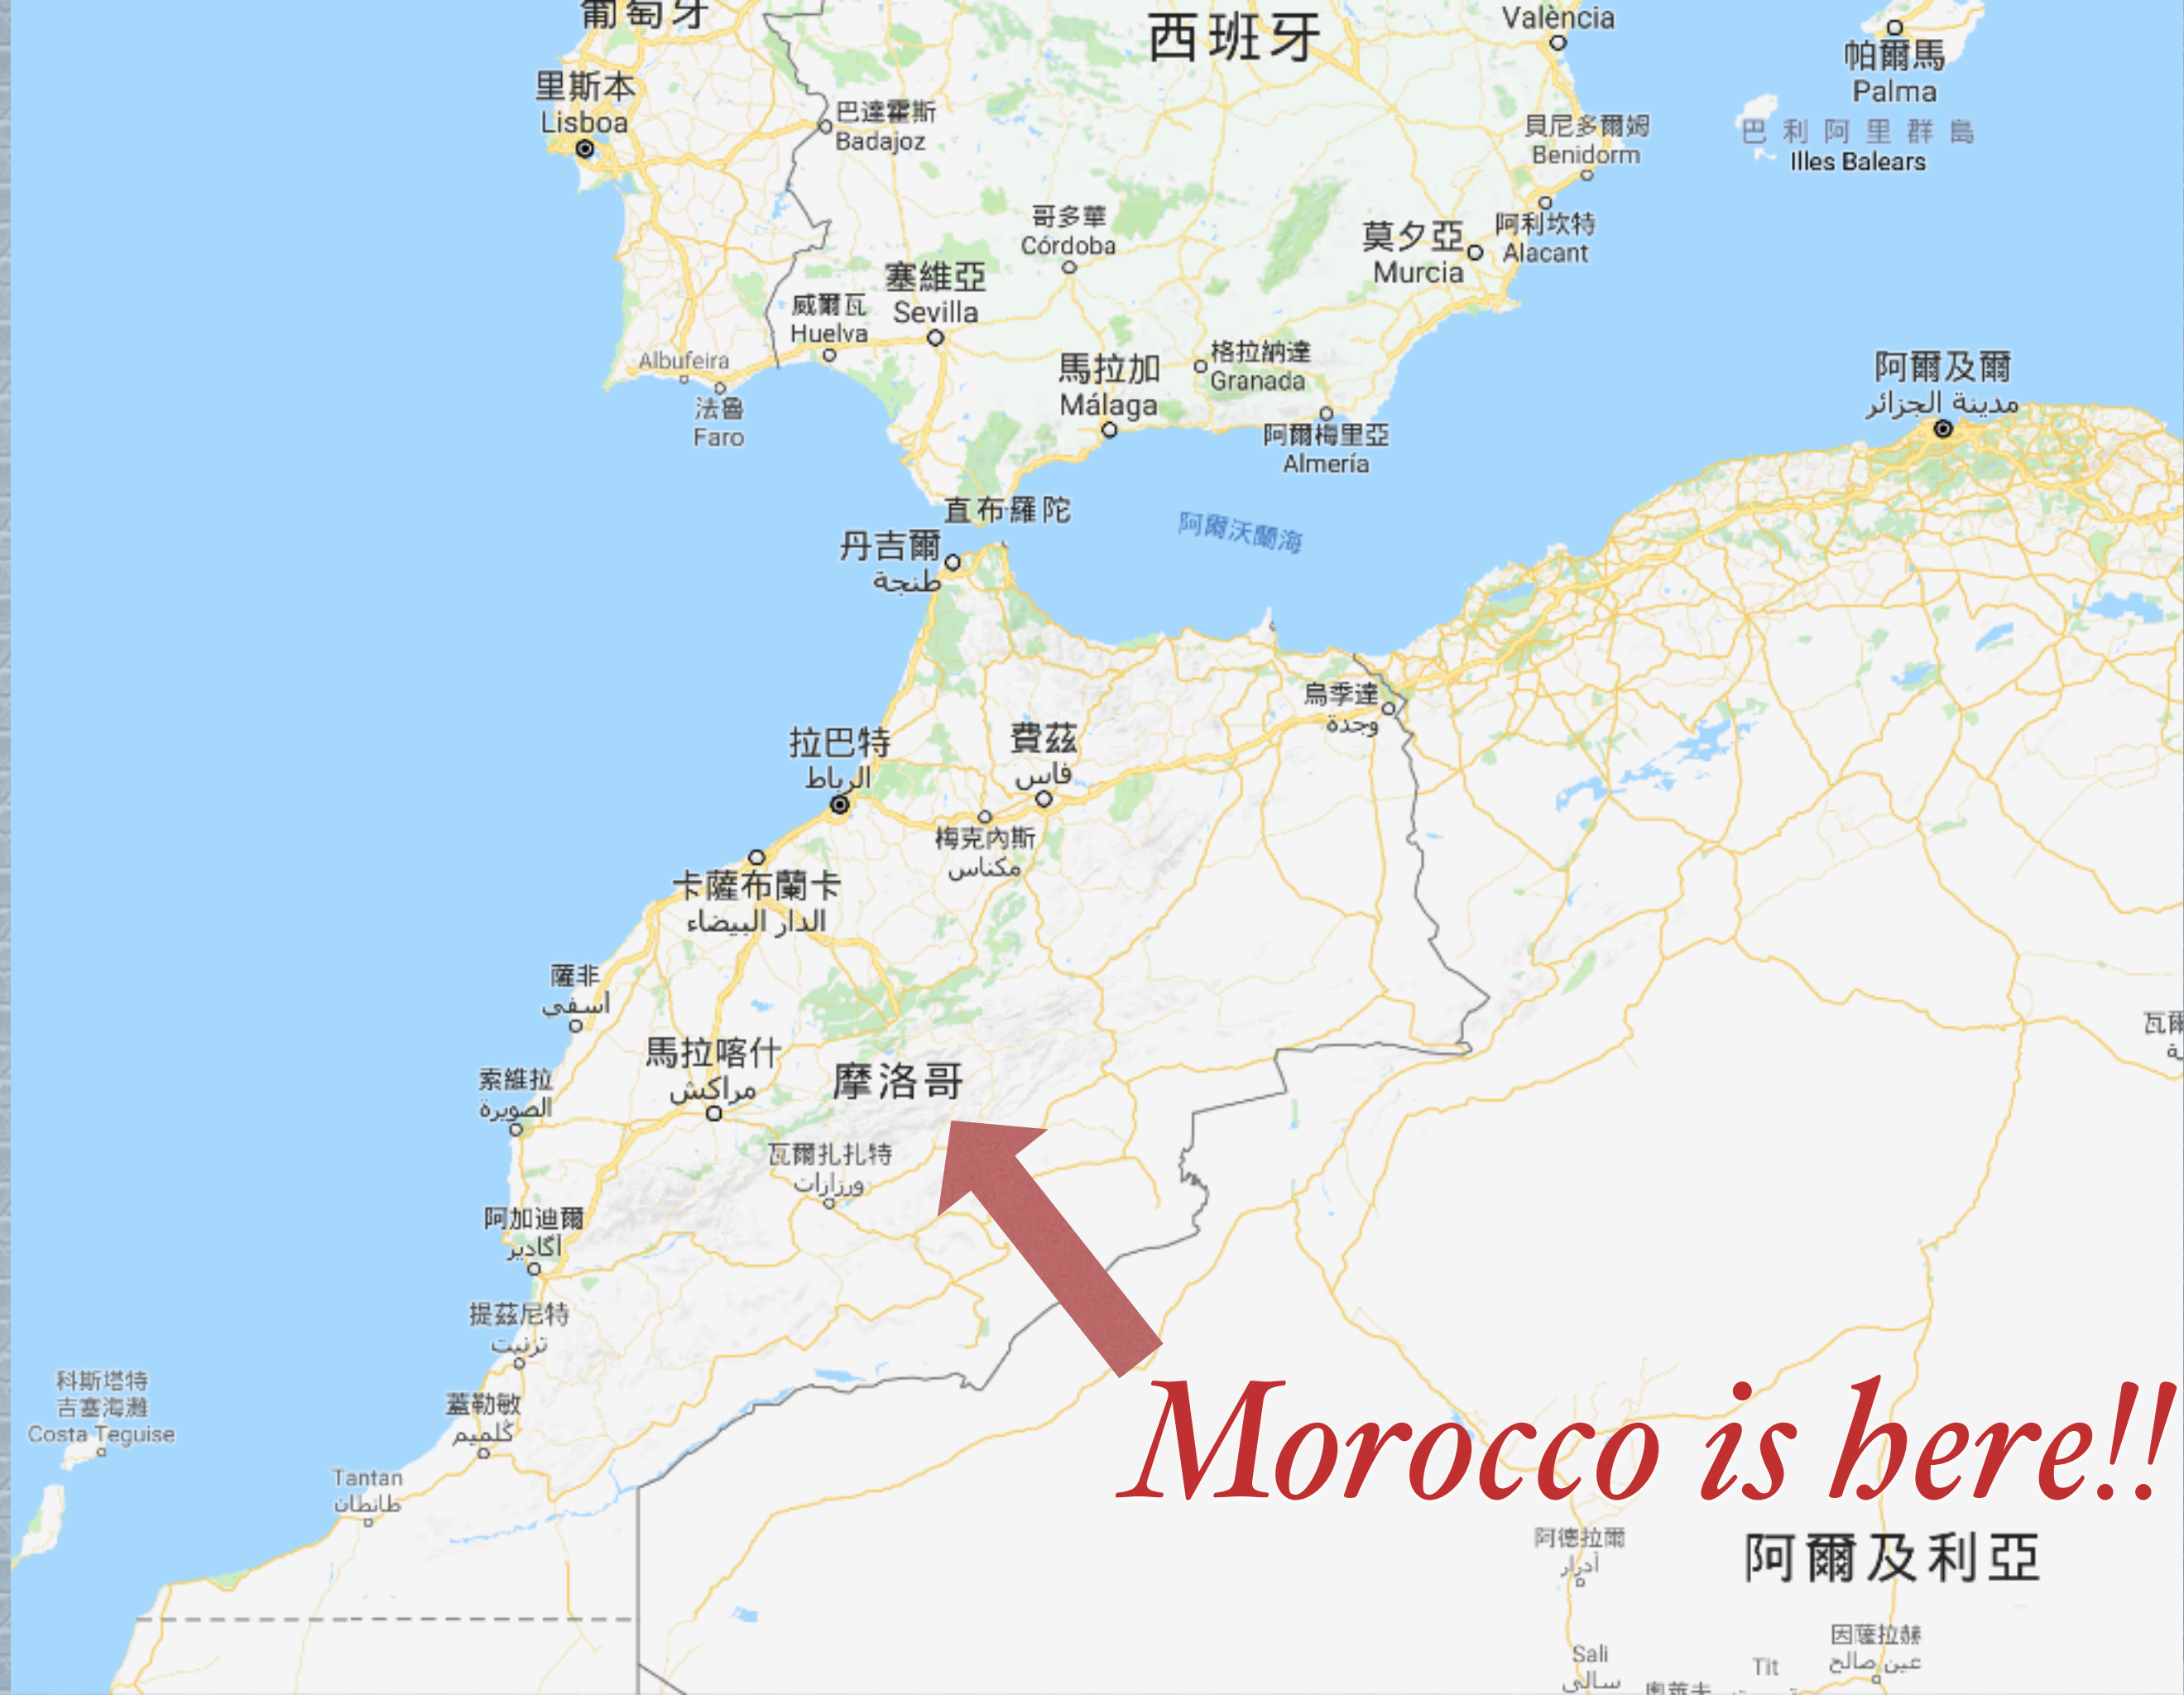 葡萄牙
西班牙
València
帕爾馬
Palma
里斯本
Lisboa
巴達霍斯
Badajoz
貝尼多爾姆
Benidorm
巴利阿里群島
Illes Balears
哥多華
Córdoba
莫夕亞
Murcia
阿利坎特
Alacant
塞維亞
Sevilla
威爾瓦
Huelva
Albufeira
法魯
Faro
馬拉加
Málaga
格拉納達
Granada
阿爾梅里亞
Almería
阿爾及爾
مدينة الجزائر
直布羅陀
阿爾沃蘭海
丹吉爾
طنجة
烏季達
وجدة
拉巴特
الرباط
費茲
فاس
梅克內斯
مكناس
卡薩布蘭卡
الدار البيضاء
薩非
اسفي
馬拉喀什
مراكش
摩洛哥
索維拉
الصويرة
瓦爾扎扎特
ورزازات
阿加迪爾
أكادير
提茲尼特
تزنيت
科斯塔特
吉塞海灘
Costa Teguise
蓋勒敏
كلميم
Tantan
طانطان
Morocco is here!!
阿德拉爾
أدرار
阿爾及利亞
因薩拉赫
عين صالح
Sali
سالي
Tit